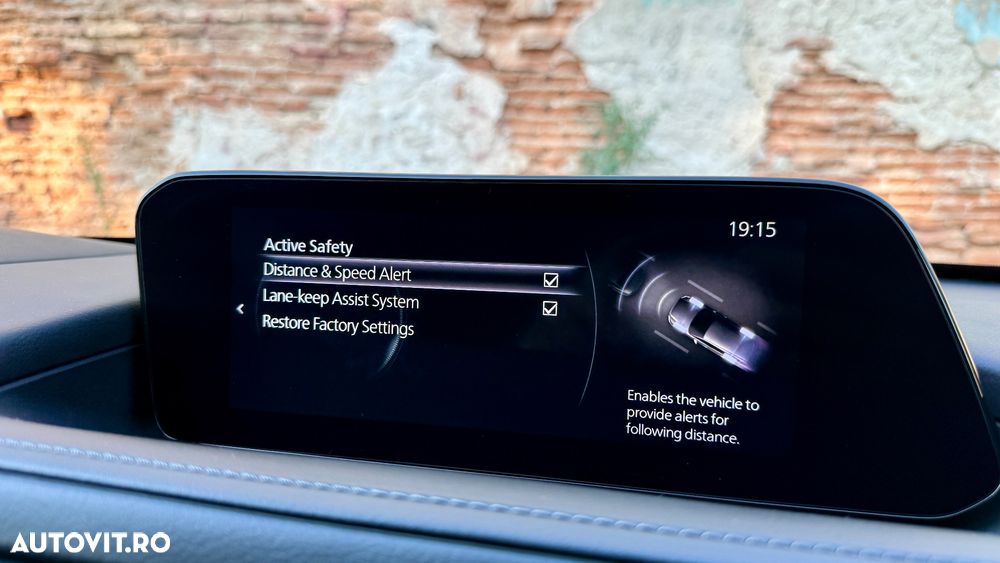 19:15
Active Safety
Distance & Speed Alert
Lane-keep Assist System
Restore Factory Settings
Enables the vehicle to
provide alerts for
following distance.
AUTOVIT.RO